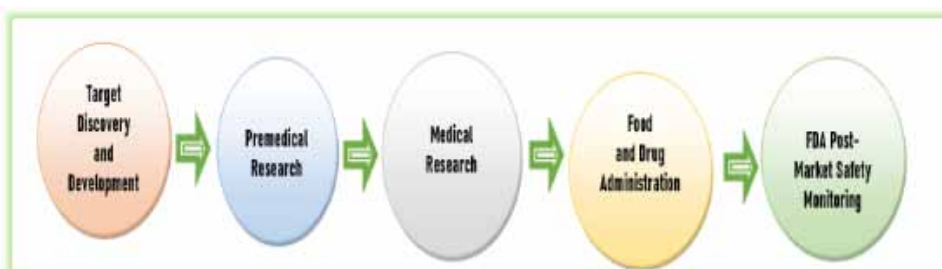 Target
Discovery
and
Development
Premedical
Research
Medical
Research
Food
and Drug
Administration
FDA Post-
Market Safety
Monitoring